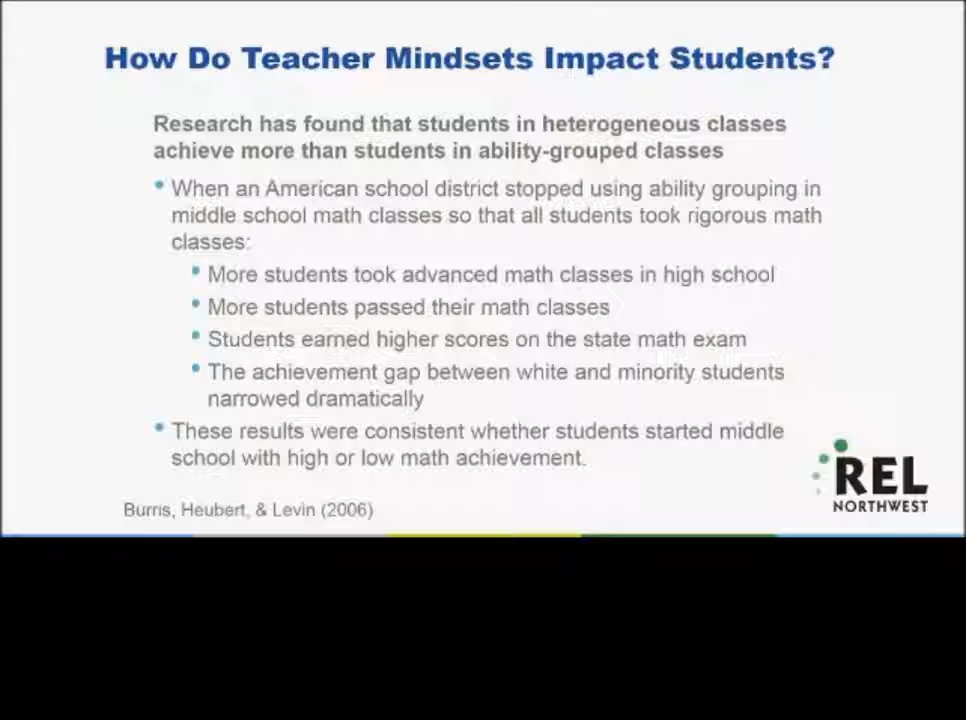 How Do Teacher Mindsets Impact Students?
Research has found that students in heterogeneous classes
achieve more than students in ability-grouped classes
• When an American school district stopped using ability grouping in
middle school math classes so that all students took rigorous math
classes:
• More students took advanced math classes in high school
• More students passed their math classes
• Students earned higher scores on the state math exam
• The achievement gap between white and minority students
narrowed dramatically
• These results were consistent whether students started middle
school with high or low math achievement.
REL
NORTHWEST
Burris, Heubert, & Levin (2006)